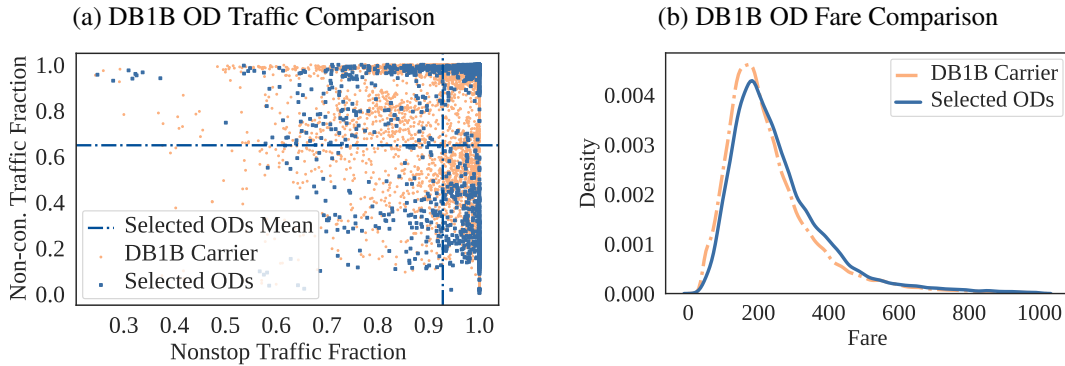 (a) DB1B OD Traffic Comparison
Non-con. Traffic Fraction
1.0
0.8
0.6
0.4
0.2
0.0
Selected ODs Mean
DB1B Carrier
Selected ODs
0.3 0.4 0.5 0.6 0.7 0.8 0.9 1.0
Nonstop Traffic Fraction
(b) DB1B OD Fare Comparison
Density
0.004
0.003
0.002
0.001
0.000
DB1B Carrier
Selected ODs
0 200 400 600 800 1000
Fare